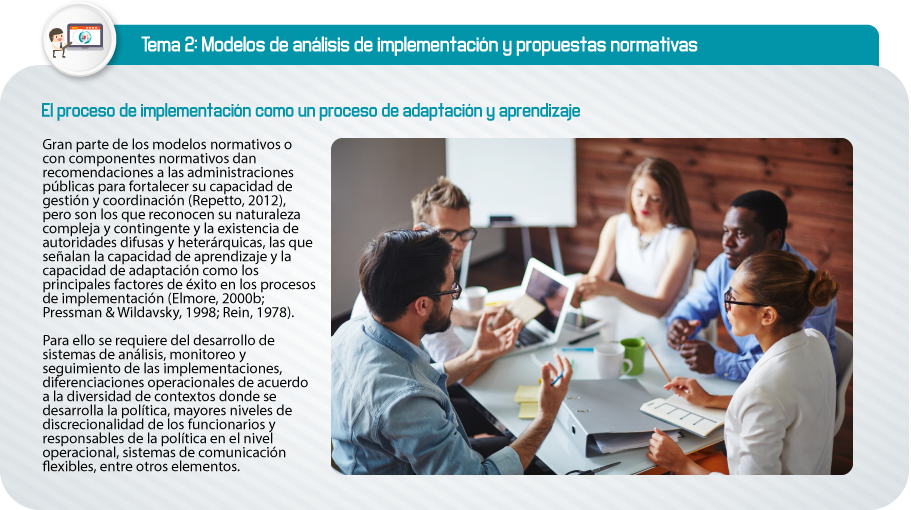 Tema 2: Modelos de análisis de implementación y propuestas normativas
El proceso de implementación como un proceso de adaptación y aprendizaje
Gran parte de los modelos normativos o
con componentes normativos dan
recomendaciones a las administraciones
públicas para fortalecer su capacidad de
gestión y coordinación (Repetto, 2012),
pero son los que reconocen su naturaleza
compleja y contingente y la existencia de
autoridades difusas y heterárquicas, las que
señalan la capacidad de aprendizaje y la
capacidad de adaptación como los
principales factores de éxito en los procesos
de implementación (Elmore, 2000b;
Pressman & Wildavsky, 1998; Rein, 1978).
Para ello se requiere del desarrollo de
sistemas de análisis, monitoreo y
seguimiento de las implementaciones,
diferenciaciones operacionales de acuerdo
a la diversidad de contextos donde se
desarrolla la política, mayores niveles de
discrecionalidad de los funcionarios y
responsables de la política en el nivel
operacional, sistemas de comunicación
flexibles, entre otros elementos.